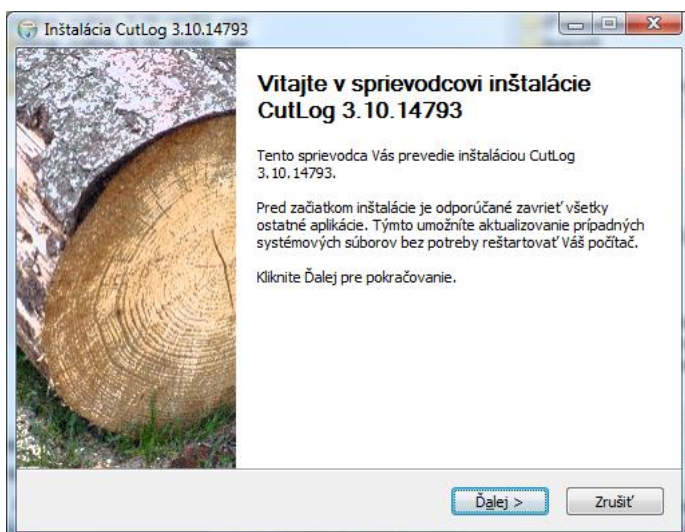 Inštalácia CutLog 3.10.14793
Vitajte v sprievodcovi inštalácie
CutLog 3.10.14793
Tento sprievodca Vás prevedie inštaláciou CutLog
3.10.14793.
Pred začiatkom inštalácie je odporúčané zavrieť všetky
ostatné aplikácie. Týmto umožníte aktualizovanie prípadných
systémových súborov bez potreby reštartovať Váš počítač.
Kliknite Ďalej pre pokračovanie.
Ďalej >
Zrušiť